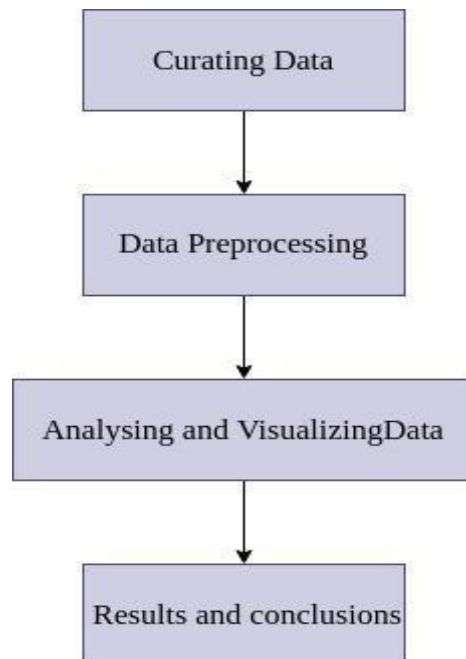 Curating Data
Data Preprocessing
Analysing and VisualizingData
Results and conclusions